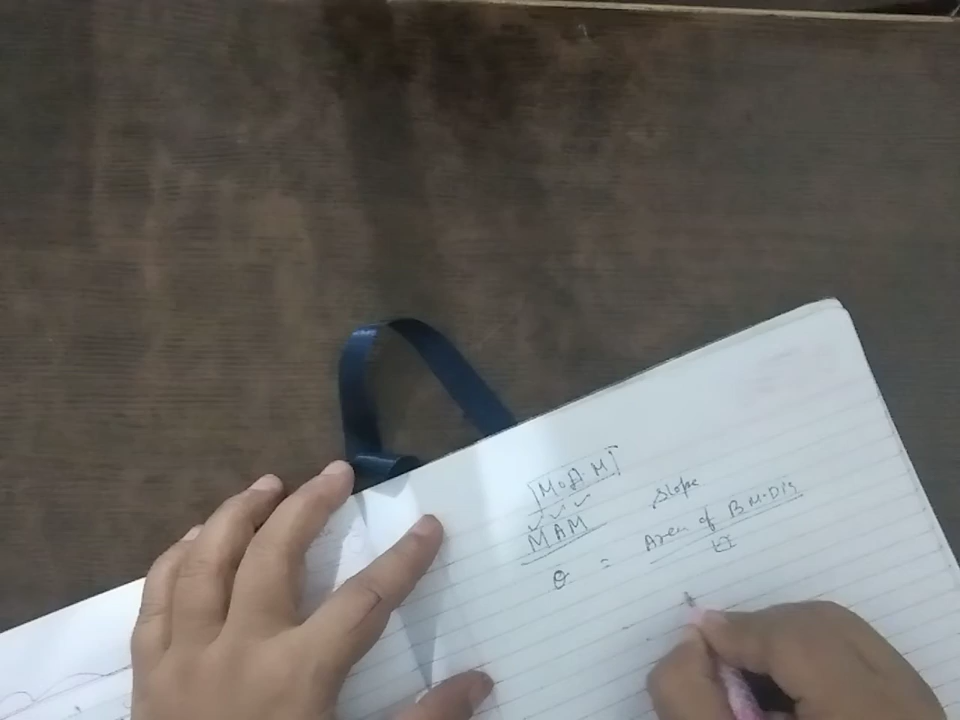 [M.A.M]
MAM
Slope
θ = Area of B M.Dig
EI